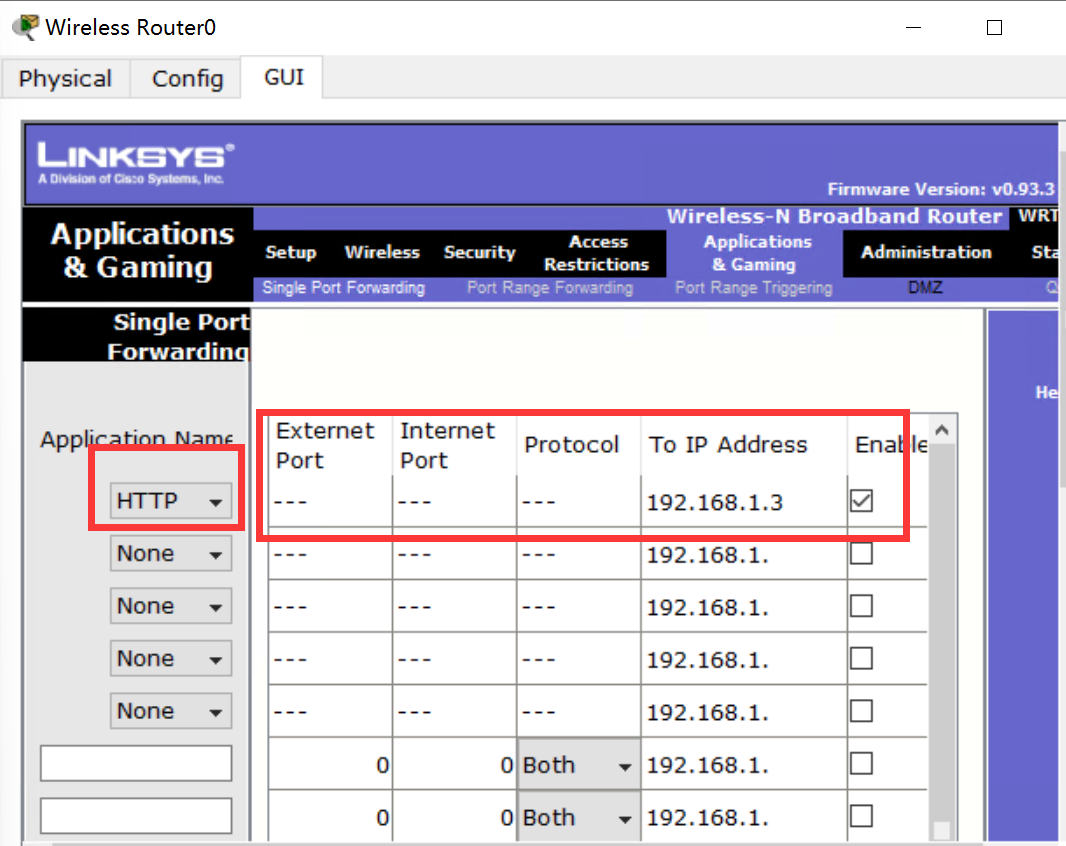 Wireless Router0
Physical
Config
GUI
LINKSYS®
A Division of Cisco Systems, Inc.
Firmware Version: v0.93.3
Wireless-N Broadband Router
WRT
Applications
& Gaming
Setup
Wireless
Security
Access
Restrictions
Applications
& Gaming
Administration
Sta
Single Port Forwarding
Port Range Forwarding
Port Range Triggering
DMZ
Q
Single Port
Forwarding
He
Application Name
Externet
Port
Internet
Port
Protocol
To IP Address
Enable
HTTP
--- --- --- 192.168.1.3
None
--- --- --- 192.168.1.
None
--- --- --- 192.168.1.
None
--- --- --- 192.168.1.
None
--- --- --- 192.168.1.
0 0 Both 192.168.1.
0 0 Both 192.168.1.